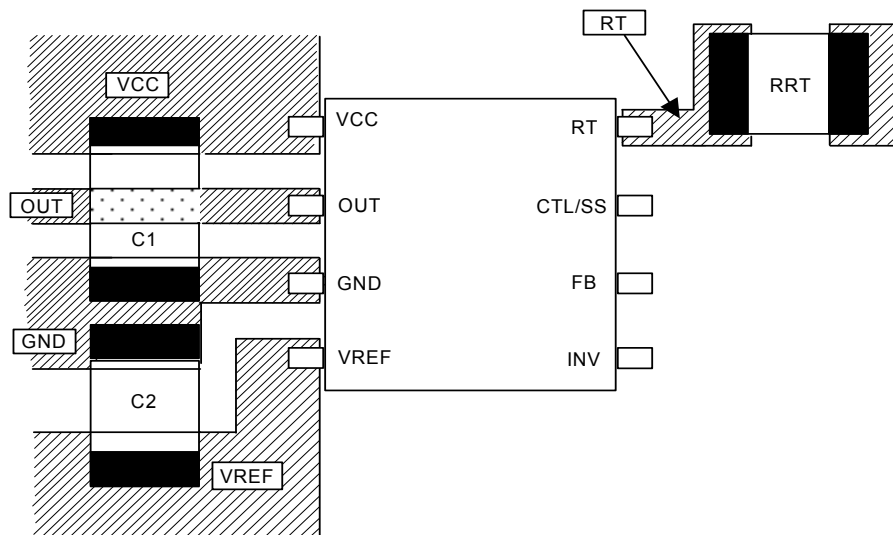 RT
RRT
VCC
VCC
RT
OUT
OUT
CTL/SS
C1
GND
FB
GND
VREF
INV
C2
VREF